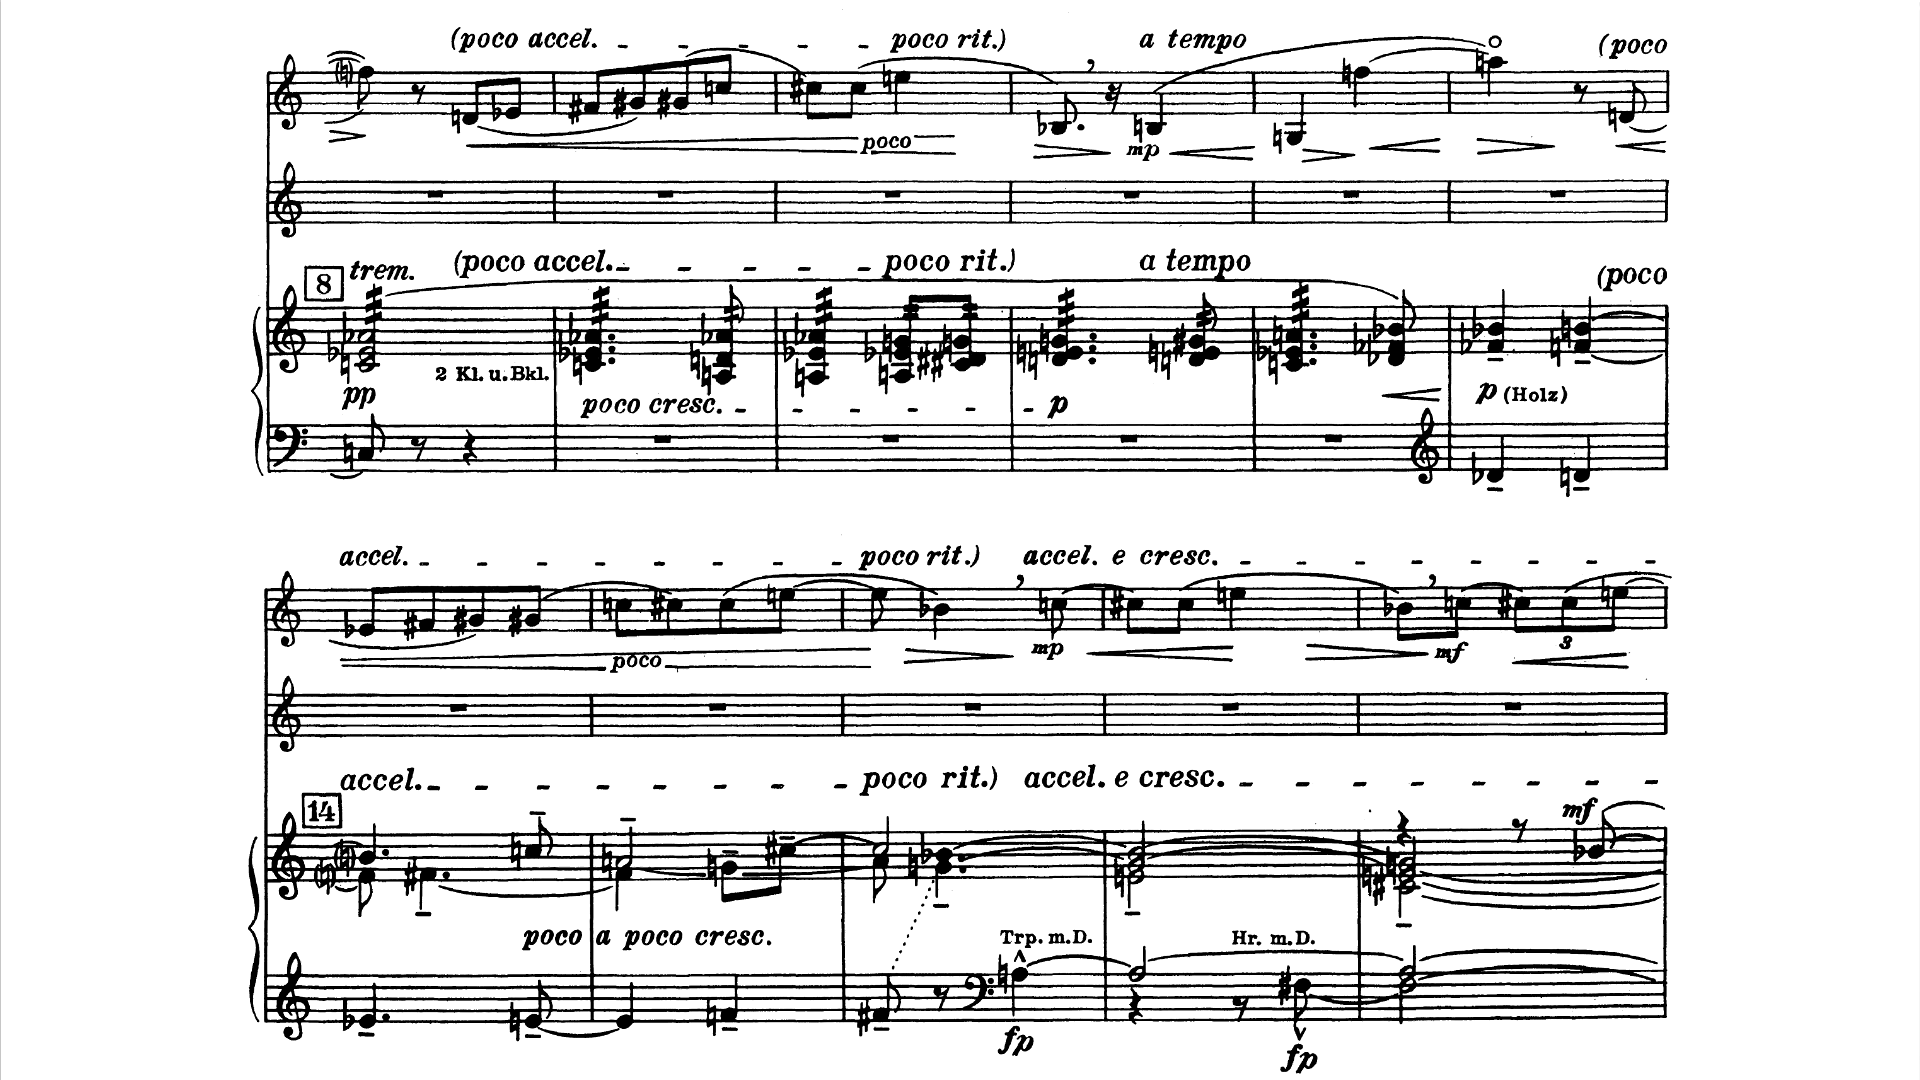 (poco accel. poco rit.) a tempo (poco
poco mp
8 trem. (poco accel. poco rit.) a tempo (poco
2 Kl. u. Bkl.
pp poco cresc. p p (Holz)
accel. poco rit.) accel. e cresc.
poco mp mf 3
accel. poco rit.) accel. e cresc.
14 mf
poco a poco cresc. Trp. m. D. Hr. m. D.
fp fp